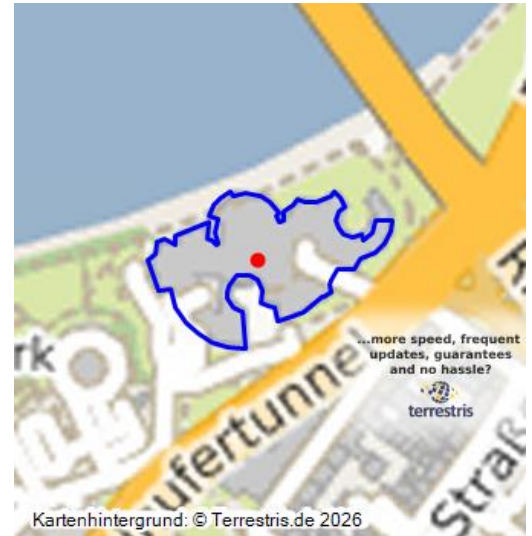 ...more speed, frequent
updates, guarantees
and no hassle?
terrestris
rk
ufertunnel
Straß
Kartenhintergrund: © Terrestris.de 2026